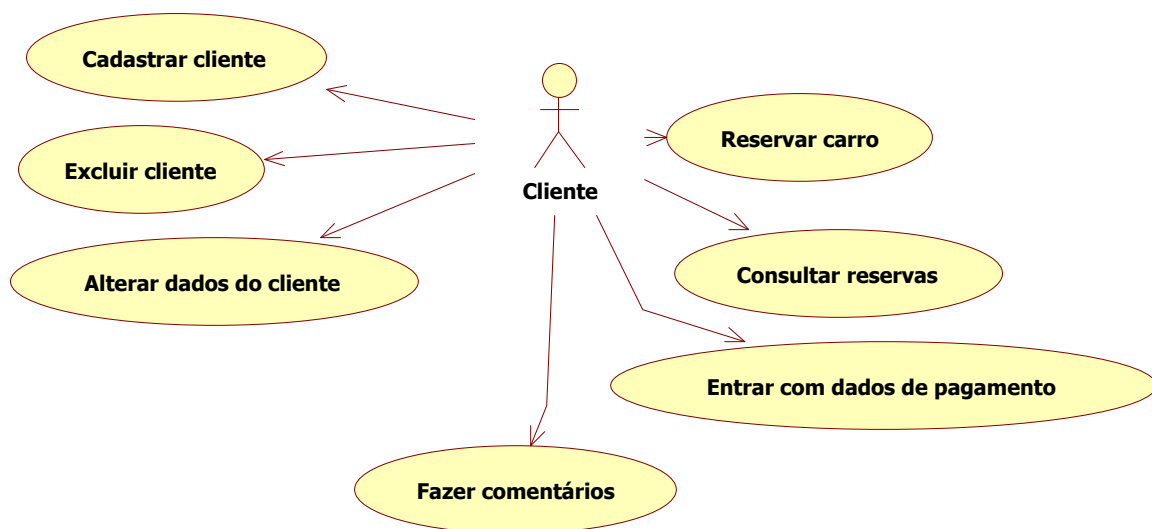 Cadastrar cliente
Excluir cliente
Alterar dados do cliente
Cliente
Reservar carro
Consultar reservas
Entrar com dados de pagamento
Fazer comentários